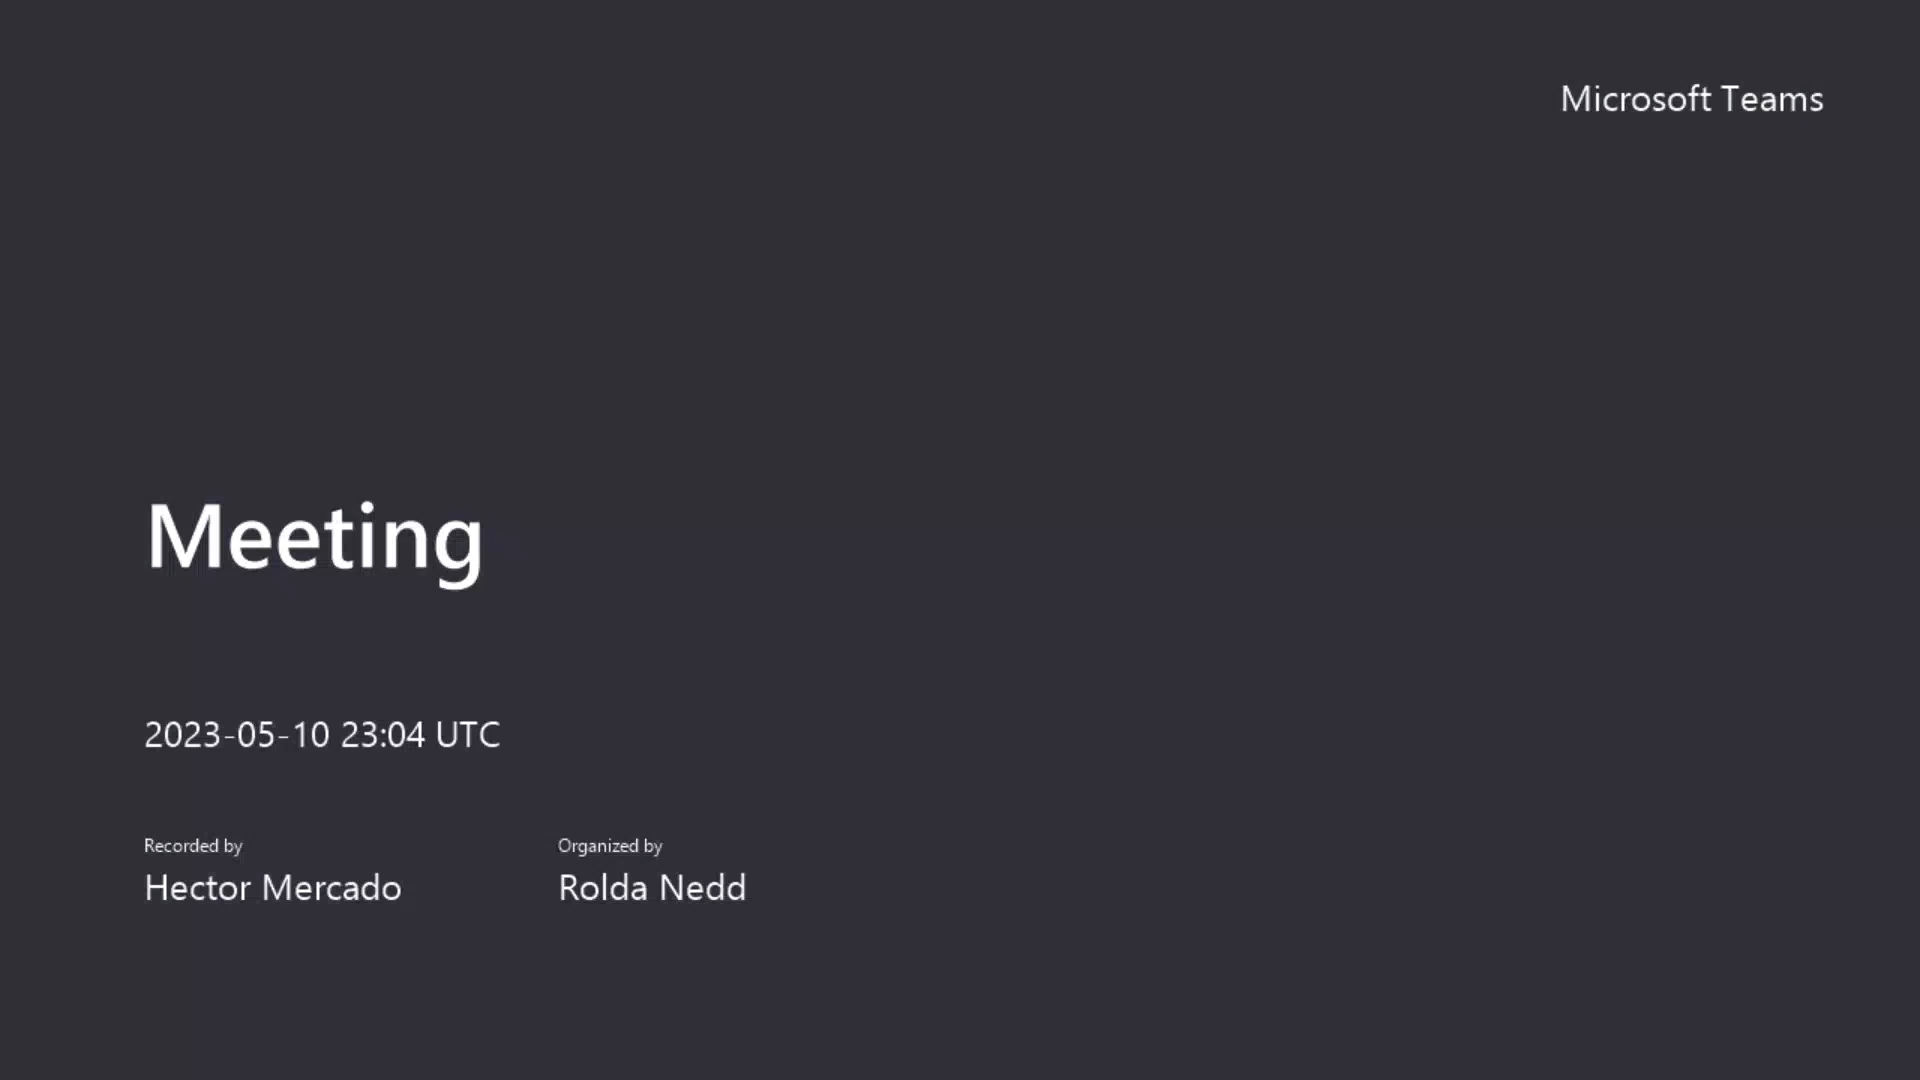 Microsoft Teams
Meeting
2023-05-10 23:04 UTC
Recorded by
Hector Mercado
Organized by
Rolda Nedd